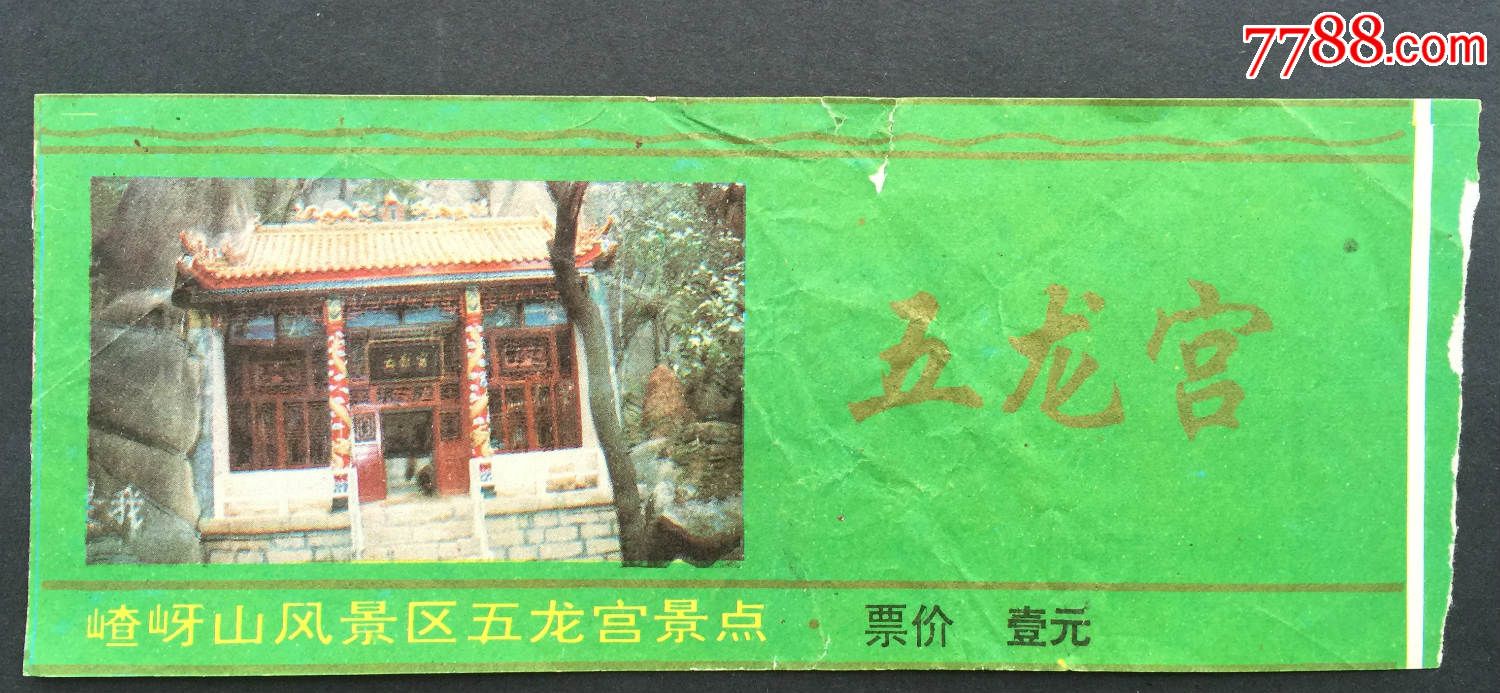 7788.com
五龙宫
我
嵖岈山风景区五龙宫景点 票价 壹元